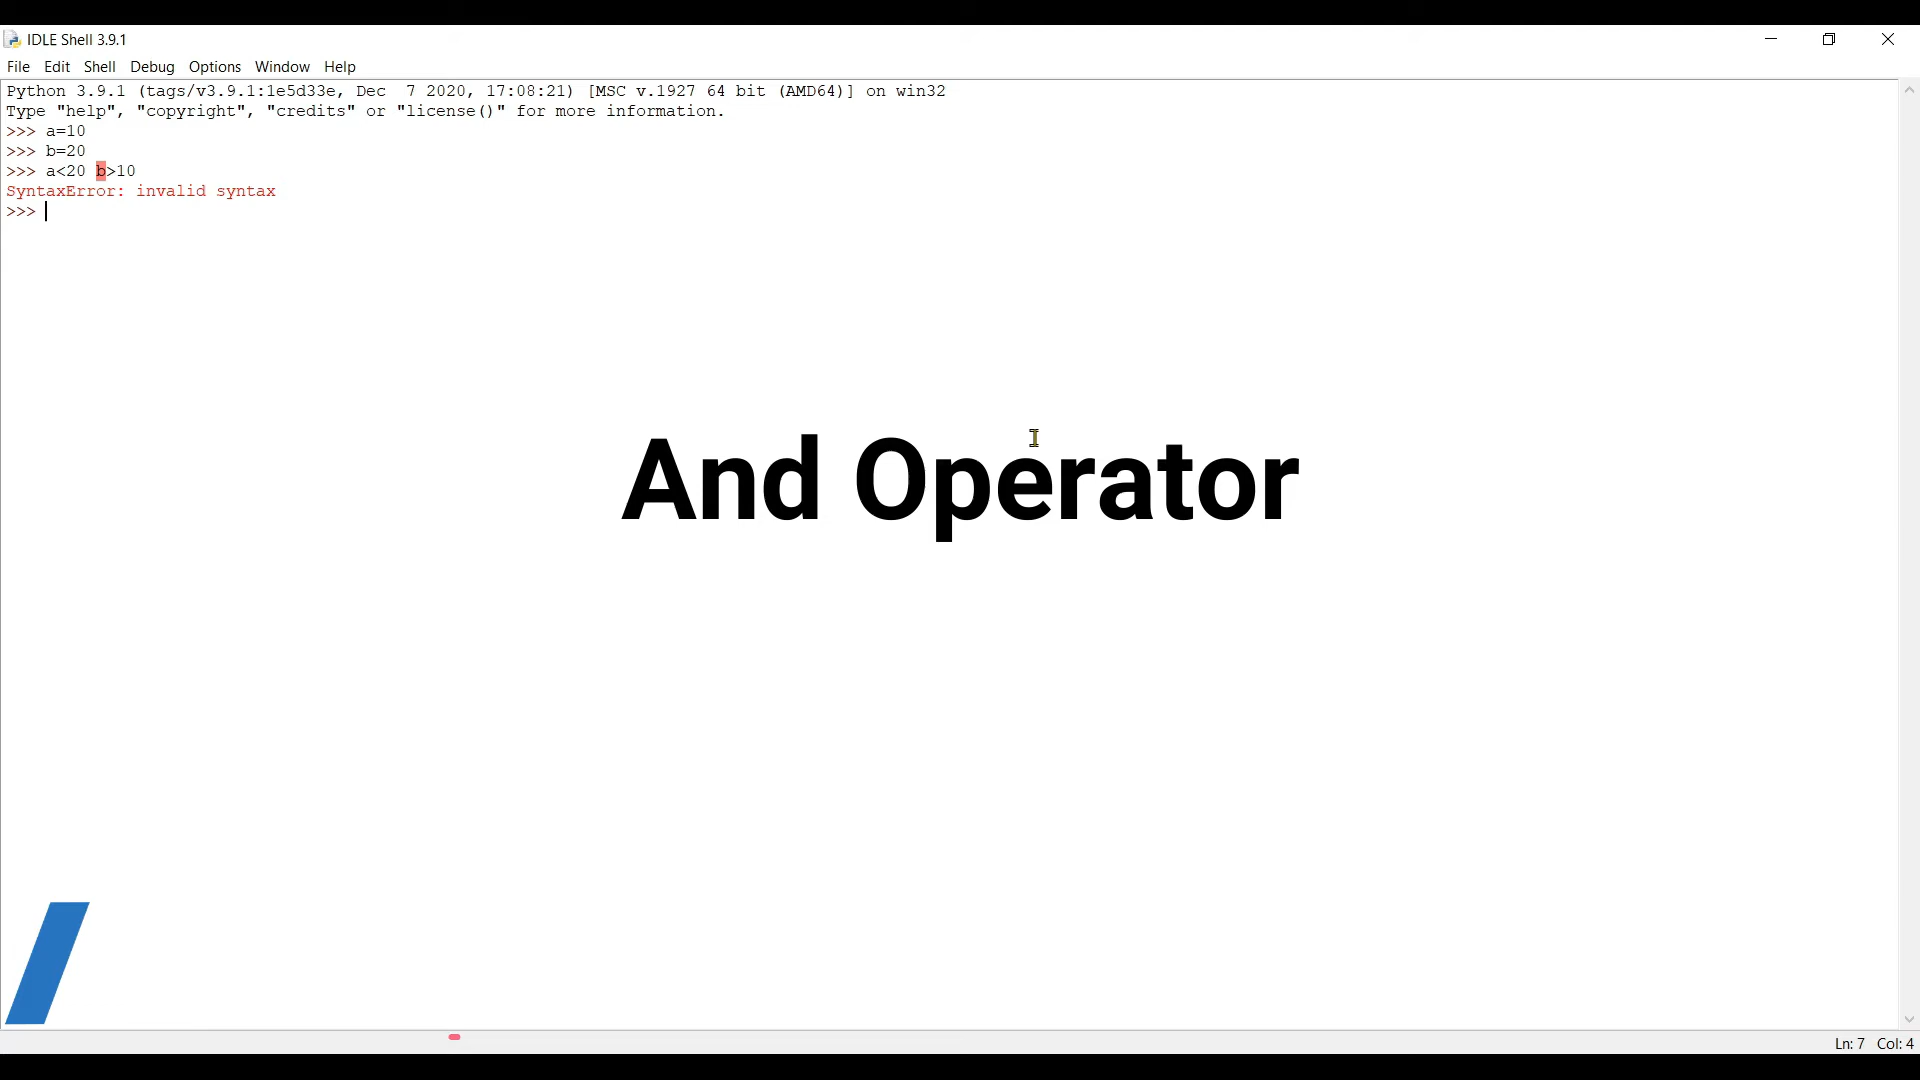 IDLE Shell 3.9.1
File Edit Shell Debug Options Window Help
Python 3.9.1 (tags/v3.9.1:1e5d33e, Dec  7 2020, 17:08:21) [MSC v.1927 64 bit (AMD64)] on win32
Type "help", "copyright", "credits" or "license()" for more information.
>>> a=10
>>> b=20
>>> a<20 b>10
SyntaxError: invalid syntax
>>>
And Operator
Ln: 7 Col: 4